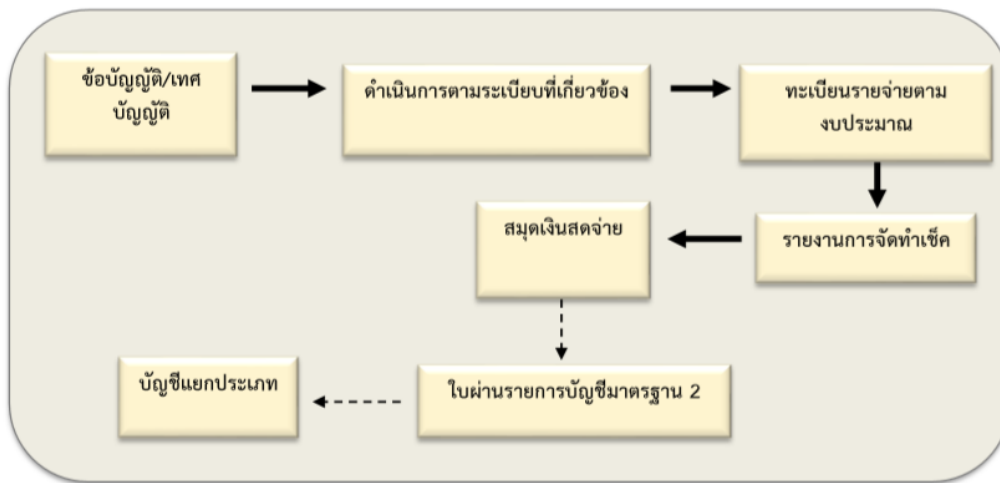 ข้อบัญญัติ/เทศ
บัญญัติ
ดำเนินการตามระเบียบที่เกี่ยวข้อง
ทะเบียนรายจ่ายตาม
งบประมาณ
รายงานการจัดทำเช็ค
สมุดเงินสดจ่าย
ใบผ่านรายการบัญชีมาตรฐาน 2
บัญชีแยกประเภท